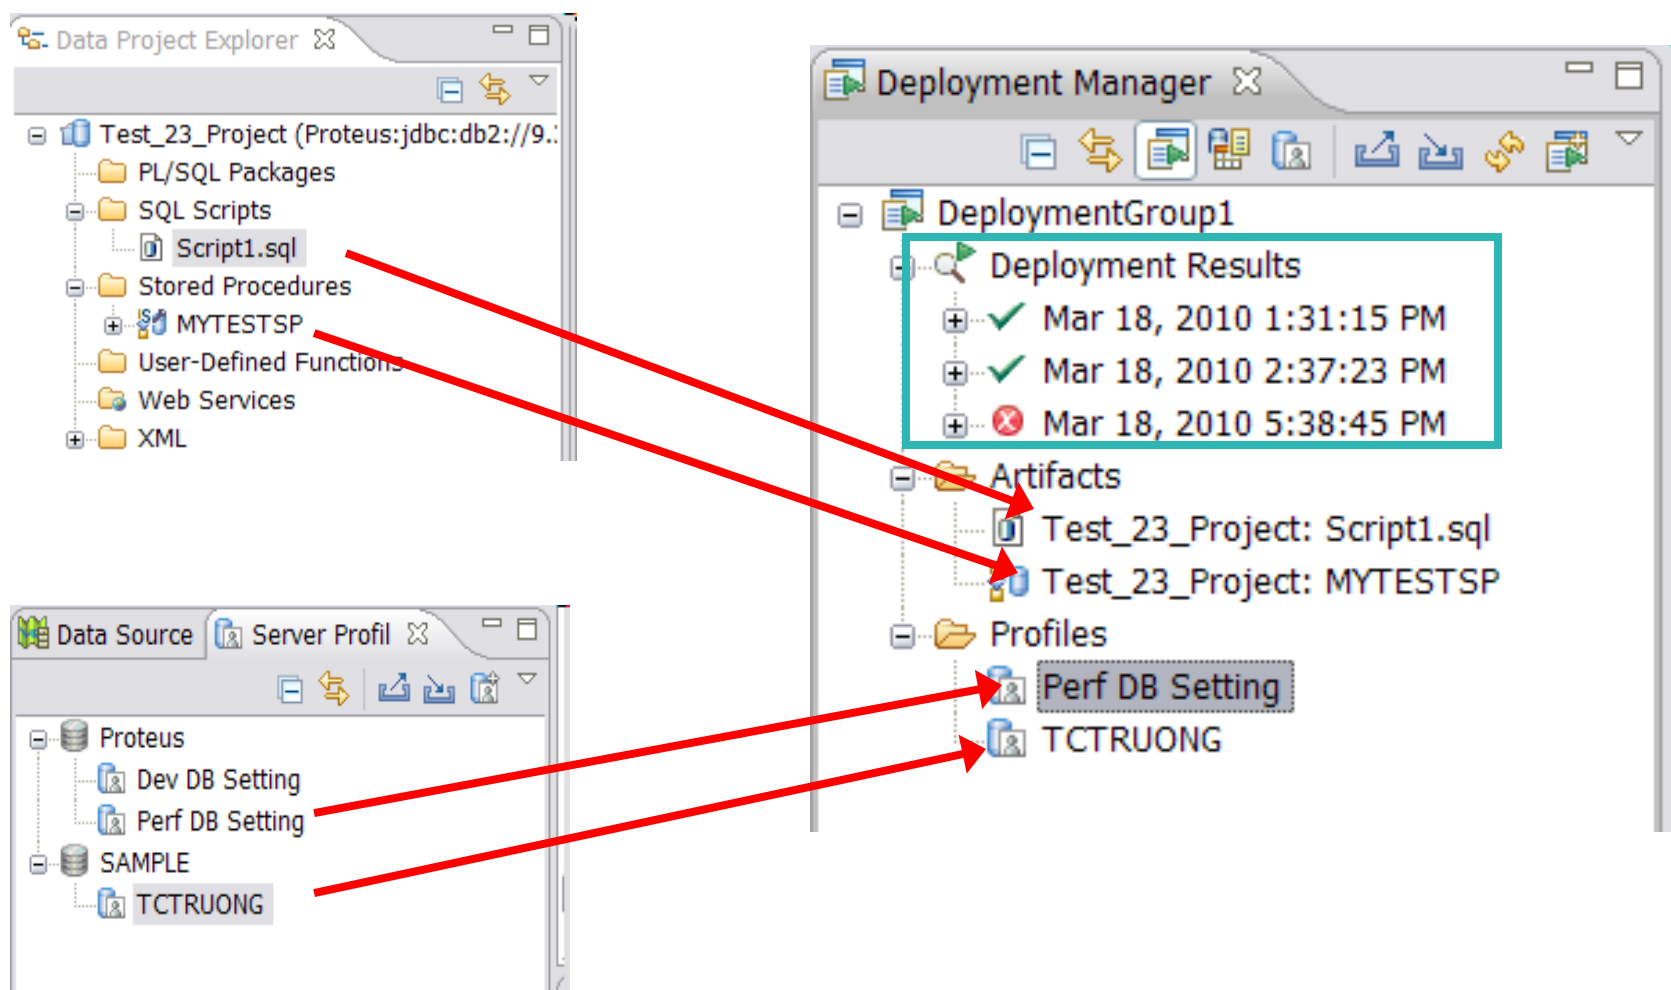 Data Project Explorer
Test_23_Project (Proteus:jdbc:db2://9.
PL/SQL Packages
SQL Scripts
Script1.sql
Stored Procedures
MYTESTSP
User-Defined Functions
Web Services
XML
Data Source
Server Profil
Proteus
Dev DB Setting
Perf DB Setting
SAMPLE
TCTRUONG
Deployment Manager
DeploymentGroup1
Deployment Results
Mar 18, 2010 1:31:15 PM
Mar 18, 2010 2:37:23 PM
Mar 18, 2010 5:38:45 PM
Artifacts
Test_23_Project: Script1.sql
Test_23_Project: MYTESTSP
Profiles
Perf DB Setting
TCTRUONG